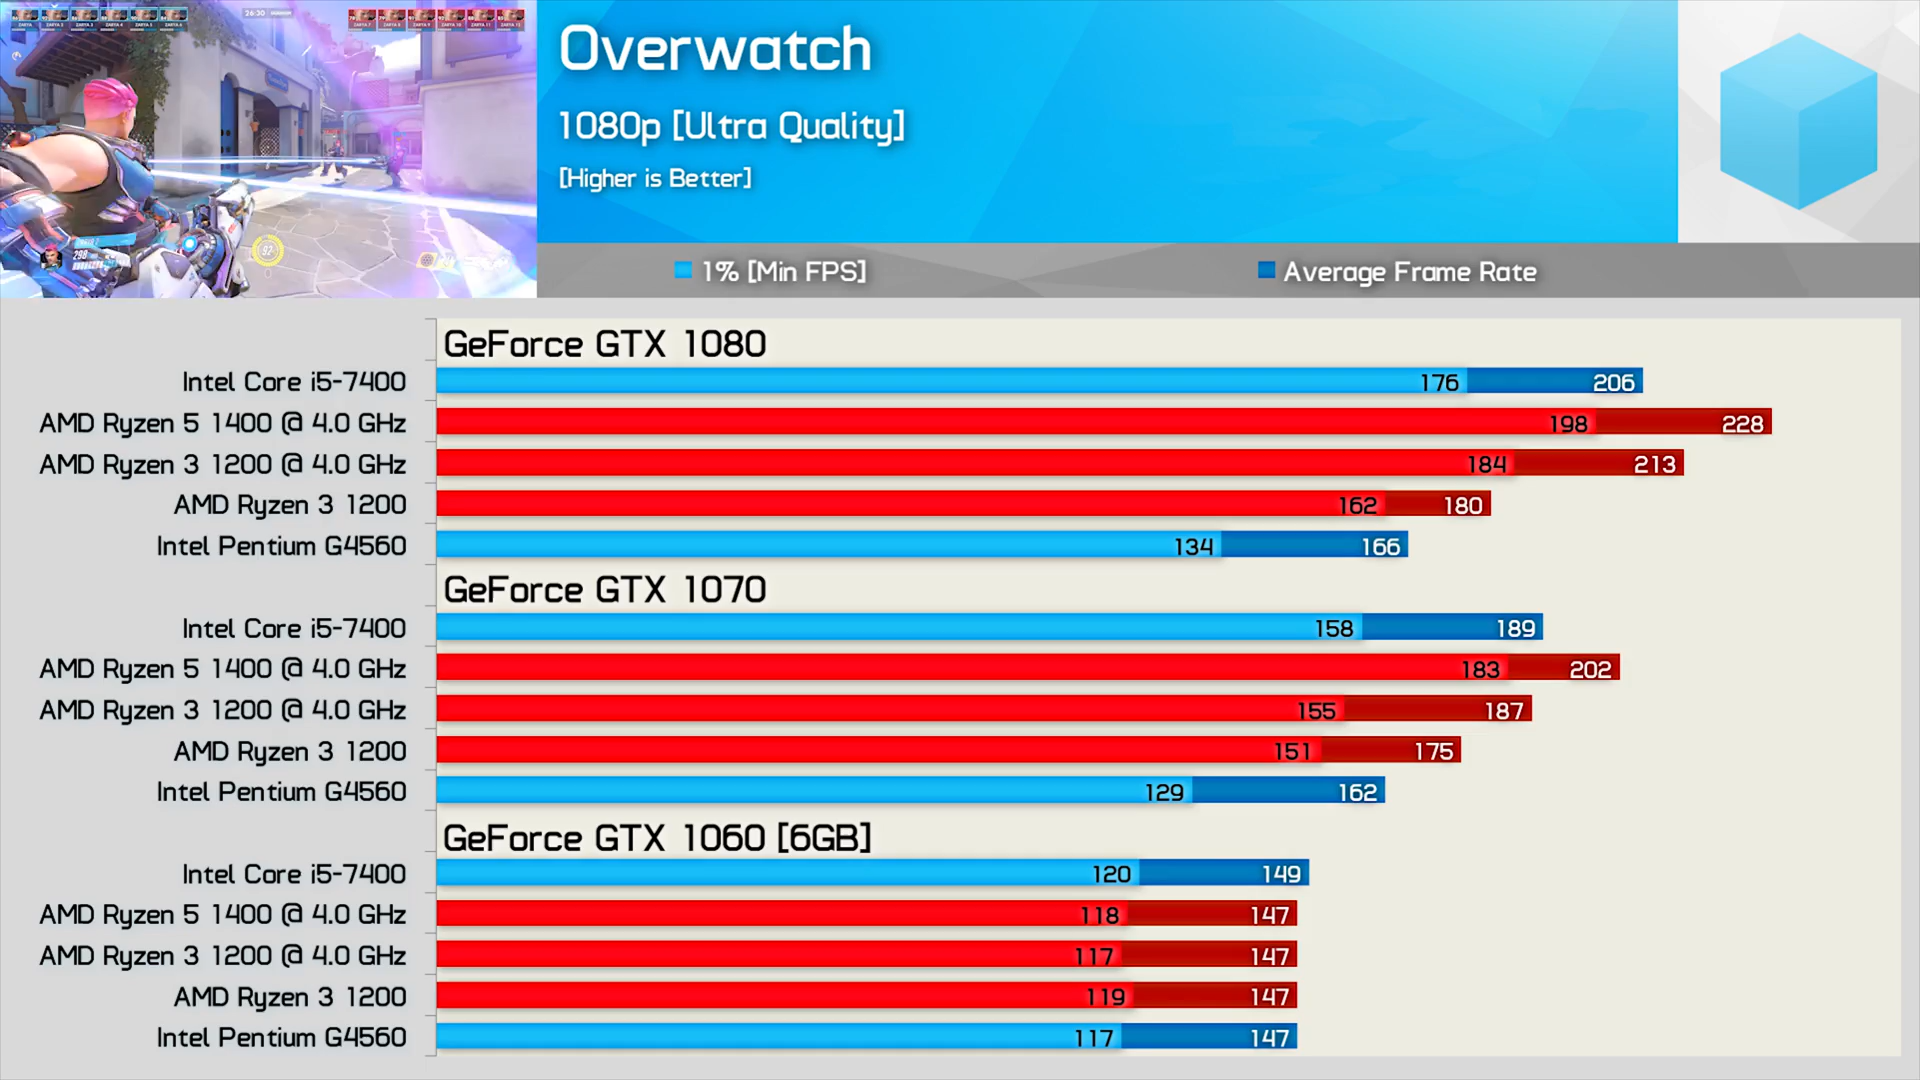 26:30
Overwatch
1080p [Ultra Quality]
[Higher is Better]
298
92
1% [Min FPS]
Average Frame Rate
GeForce GTX 1080
Intel Core i5-7400 176 206
AMD Ryzen 5 1400 @ 4.0 GHz 198 228
AMD Ryzen 3 1200 @ 4.0 GHz 184 213
AMD Ryzen 3 1200 162 180
Intel Pentium G4560 134 166
GeForce GTX 1070
Intel Core i5-7400 158 189
AMD Ryzen 5 1400 @ 4.0 GHz 183 202
AMD Ryzen 3 1200 @ 4.0 GHz 155 187
AMD Ryzen 3 1200 151 175
Intel Pentium G4560 129 162
GeForce GTX 1060 [6GB]
Intel Core i5-7400 120 149
AMD Ryzen 5 1400 @ 4.0 GHz 118 147
AMD Ryzen 3 1200 @ 4.0 GHz 117 147
AMD Ryzen 3 1200 119 147
Intel Pentium G4560 117 147